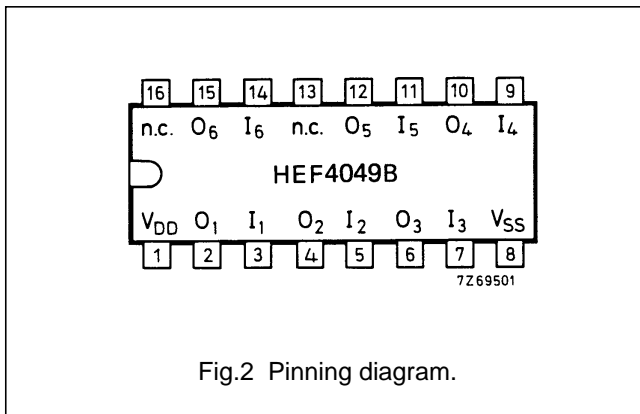 16 15 14 13 12 11 10 9
n.c. O6 I6 n.c. O5 I5 O4 I4
HEF4049B
VDD O1 I1 O2 I2 O3 I3 VSS
1 2 3 4 5 6 7 8
7Z69501
Fig.2 Pinning diagram.